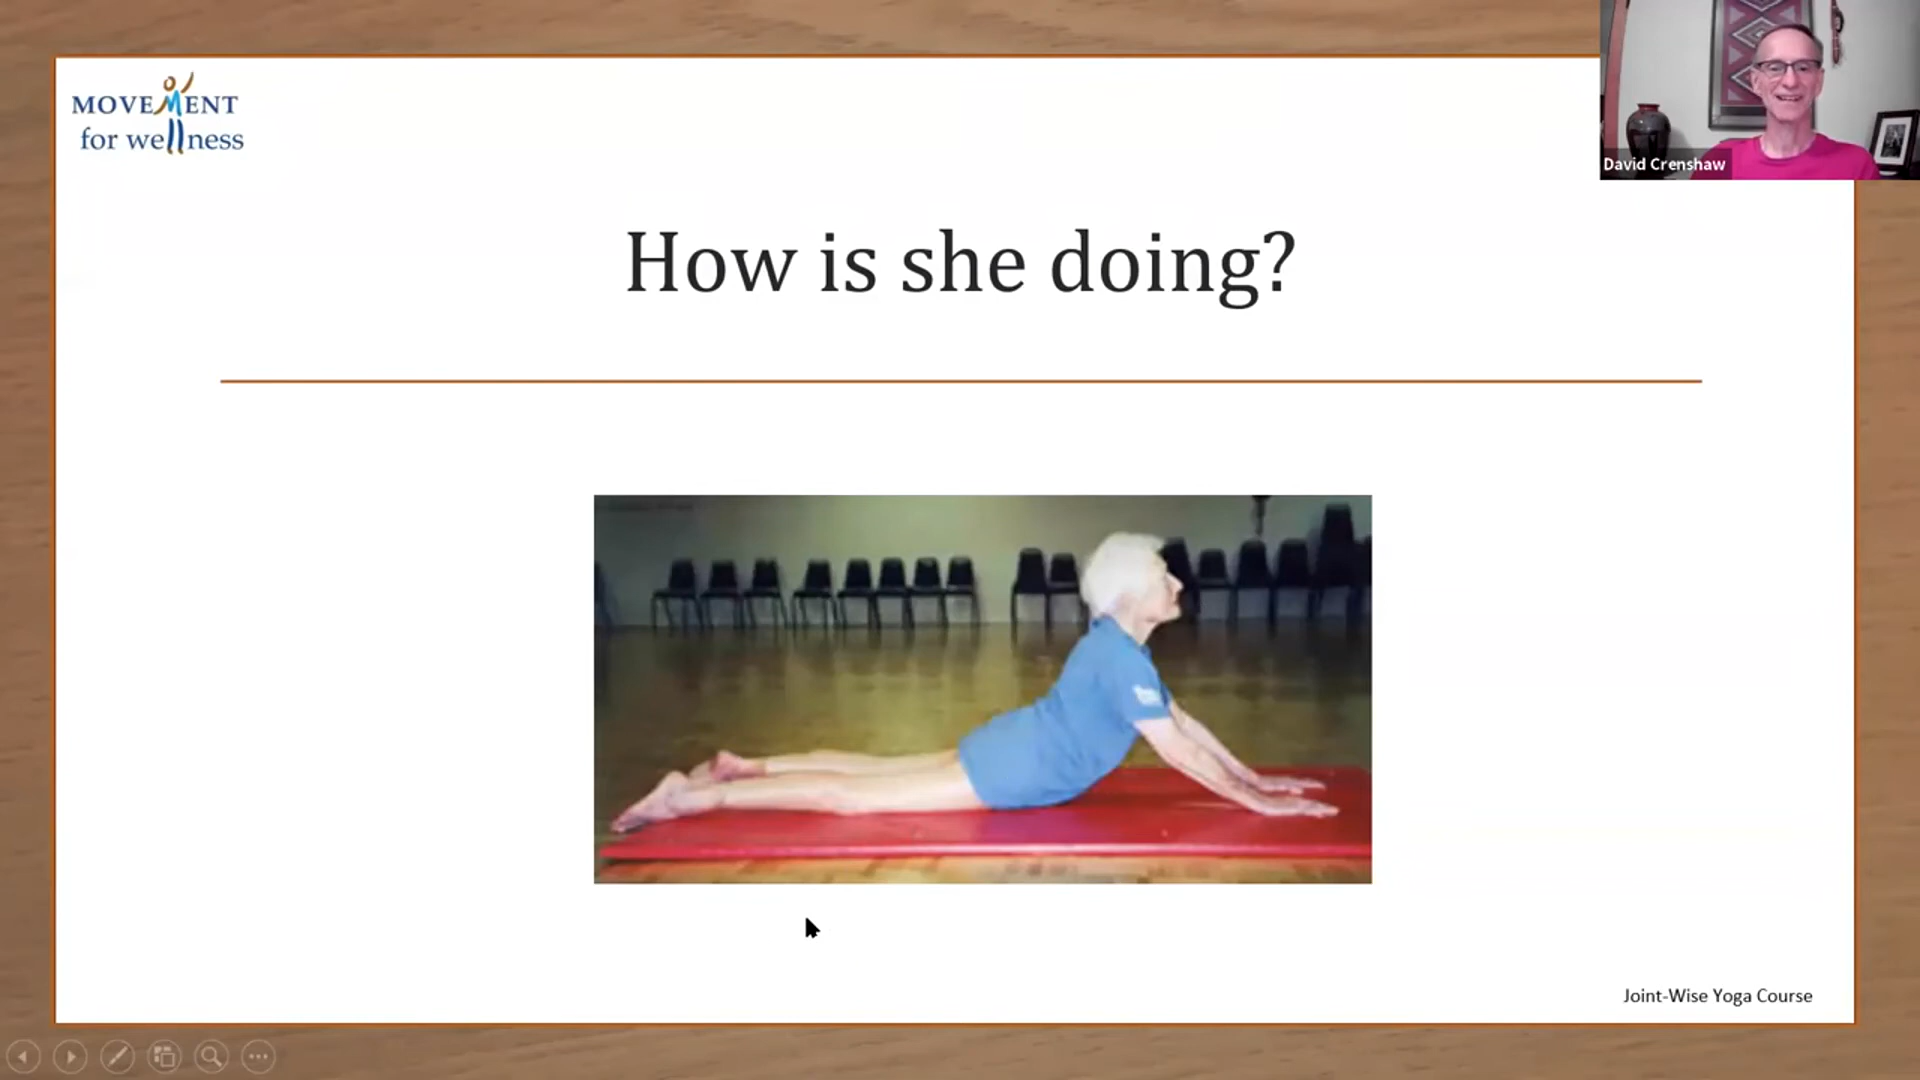 MOVEMENT
for wellness
David Crenshaw
How is she doing?
Joint-Wise Yoga Course